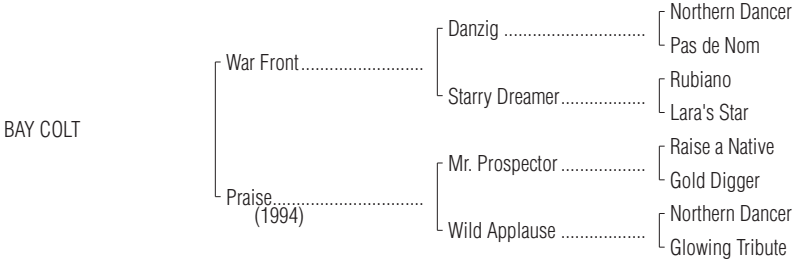 Northern Dancer
Danzig ..............................
Pas de Nom
War Front..........................
Rubiano
Starry Dreamer..................
Lara's Star
BAY COLT
Raise a Native
Mr. Prospector ..................
Gold Digger
Praise................................
(1994)
Northern Dancer
Wild Applause ..................
Glowing Tribute